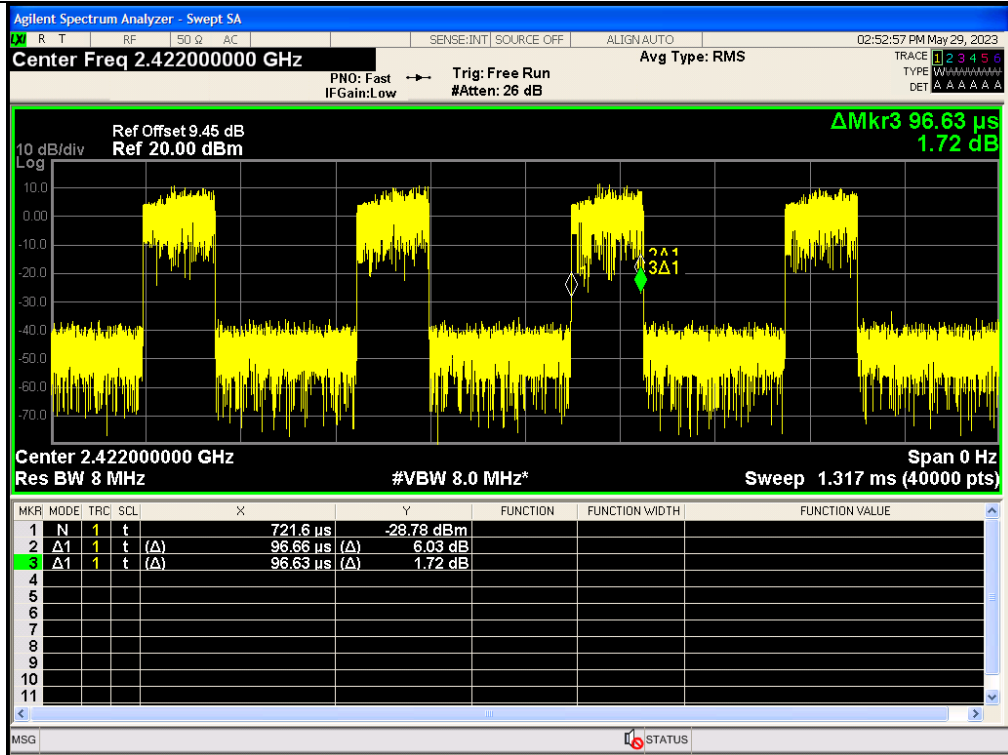 Agilent Spectrum Analyzer - Swept SA
LXI R T RF 50 Ω AC SENSE:INT SOURCE OFF ALIGN AUTO 02:52:57 PM May 29, 2023
Center Freq 2.422000000 GHz
PNO: Fast
IFGain:Low
Trig: Free Run
#Atten: 26 dB
Avg Type: RMS
TRACE 1 2 3 4 5 6
TYPE W
DET A A A A A A
ΔMkr3 96.63 µs
1.72 dB
Ref Offset 9.45 dB
Ref 20.00 dBm
10 dB/div
Log
10.0
0.00
-10.0
-20.0
-30.0
-40.0
-50.0
-60.0
-70.0
2Δ1
3Δ1
Center 2.422000000 GHz Span 0 Hz
Res BW 8 MHz #VBW 8.0 MHz* Sweep 1.317 ms (40000 pts)
MKR MODE TRC SCL X Y FUNCTION FUNCTION WIDTH FUNCTION VALUE
1 N 1 t 721.6 µs -28.78 dBm
2 Δ1 1 t (Δ) 96.66 µs (Δ) 6.03 dB
3 Δ1 1 t (Δ) 96.63 µs (Δ) 1.72 dB
4
5
6
7
8
9
10
11
MSG STATUS